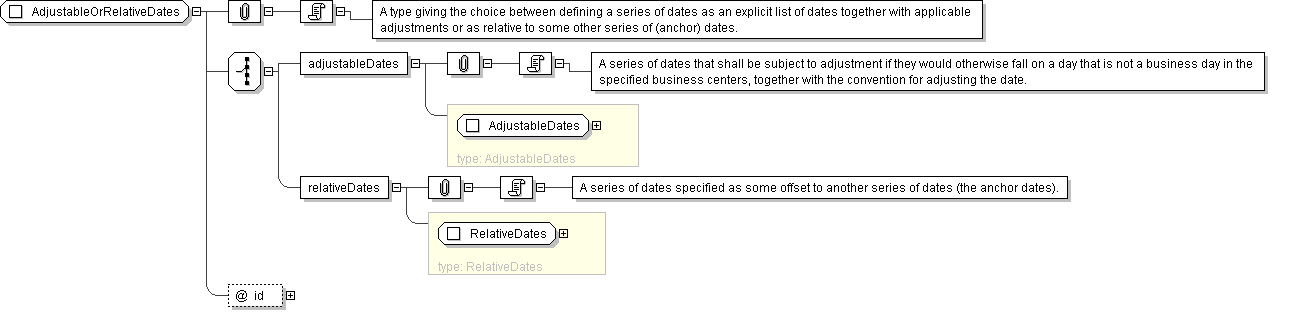 AdjustableOrRelativeDates
A type giving the choice between defining a series of dates as an explicit list of dates together with applicable
adjustments or as relative to some other series of (anchor) dates.
adjustableDates
A series of dates that shall be subject to adjustment if they would otherwise fall on a day that is not a business day in the
specified business centers, together with the convention for adjusting the date.
AdjustableDates
type: AdjustableDates
relativeDates
A series of dates specified as some offset to another series of dates (the anchor dates).
RelativeDates
type: RelativeDates
@ id